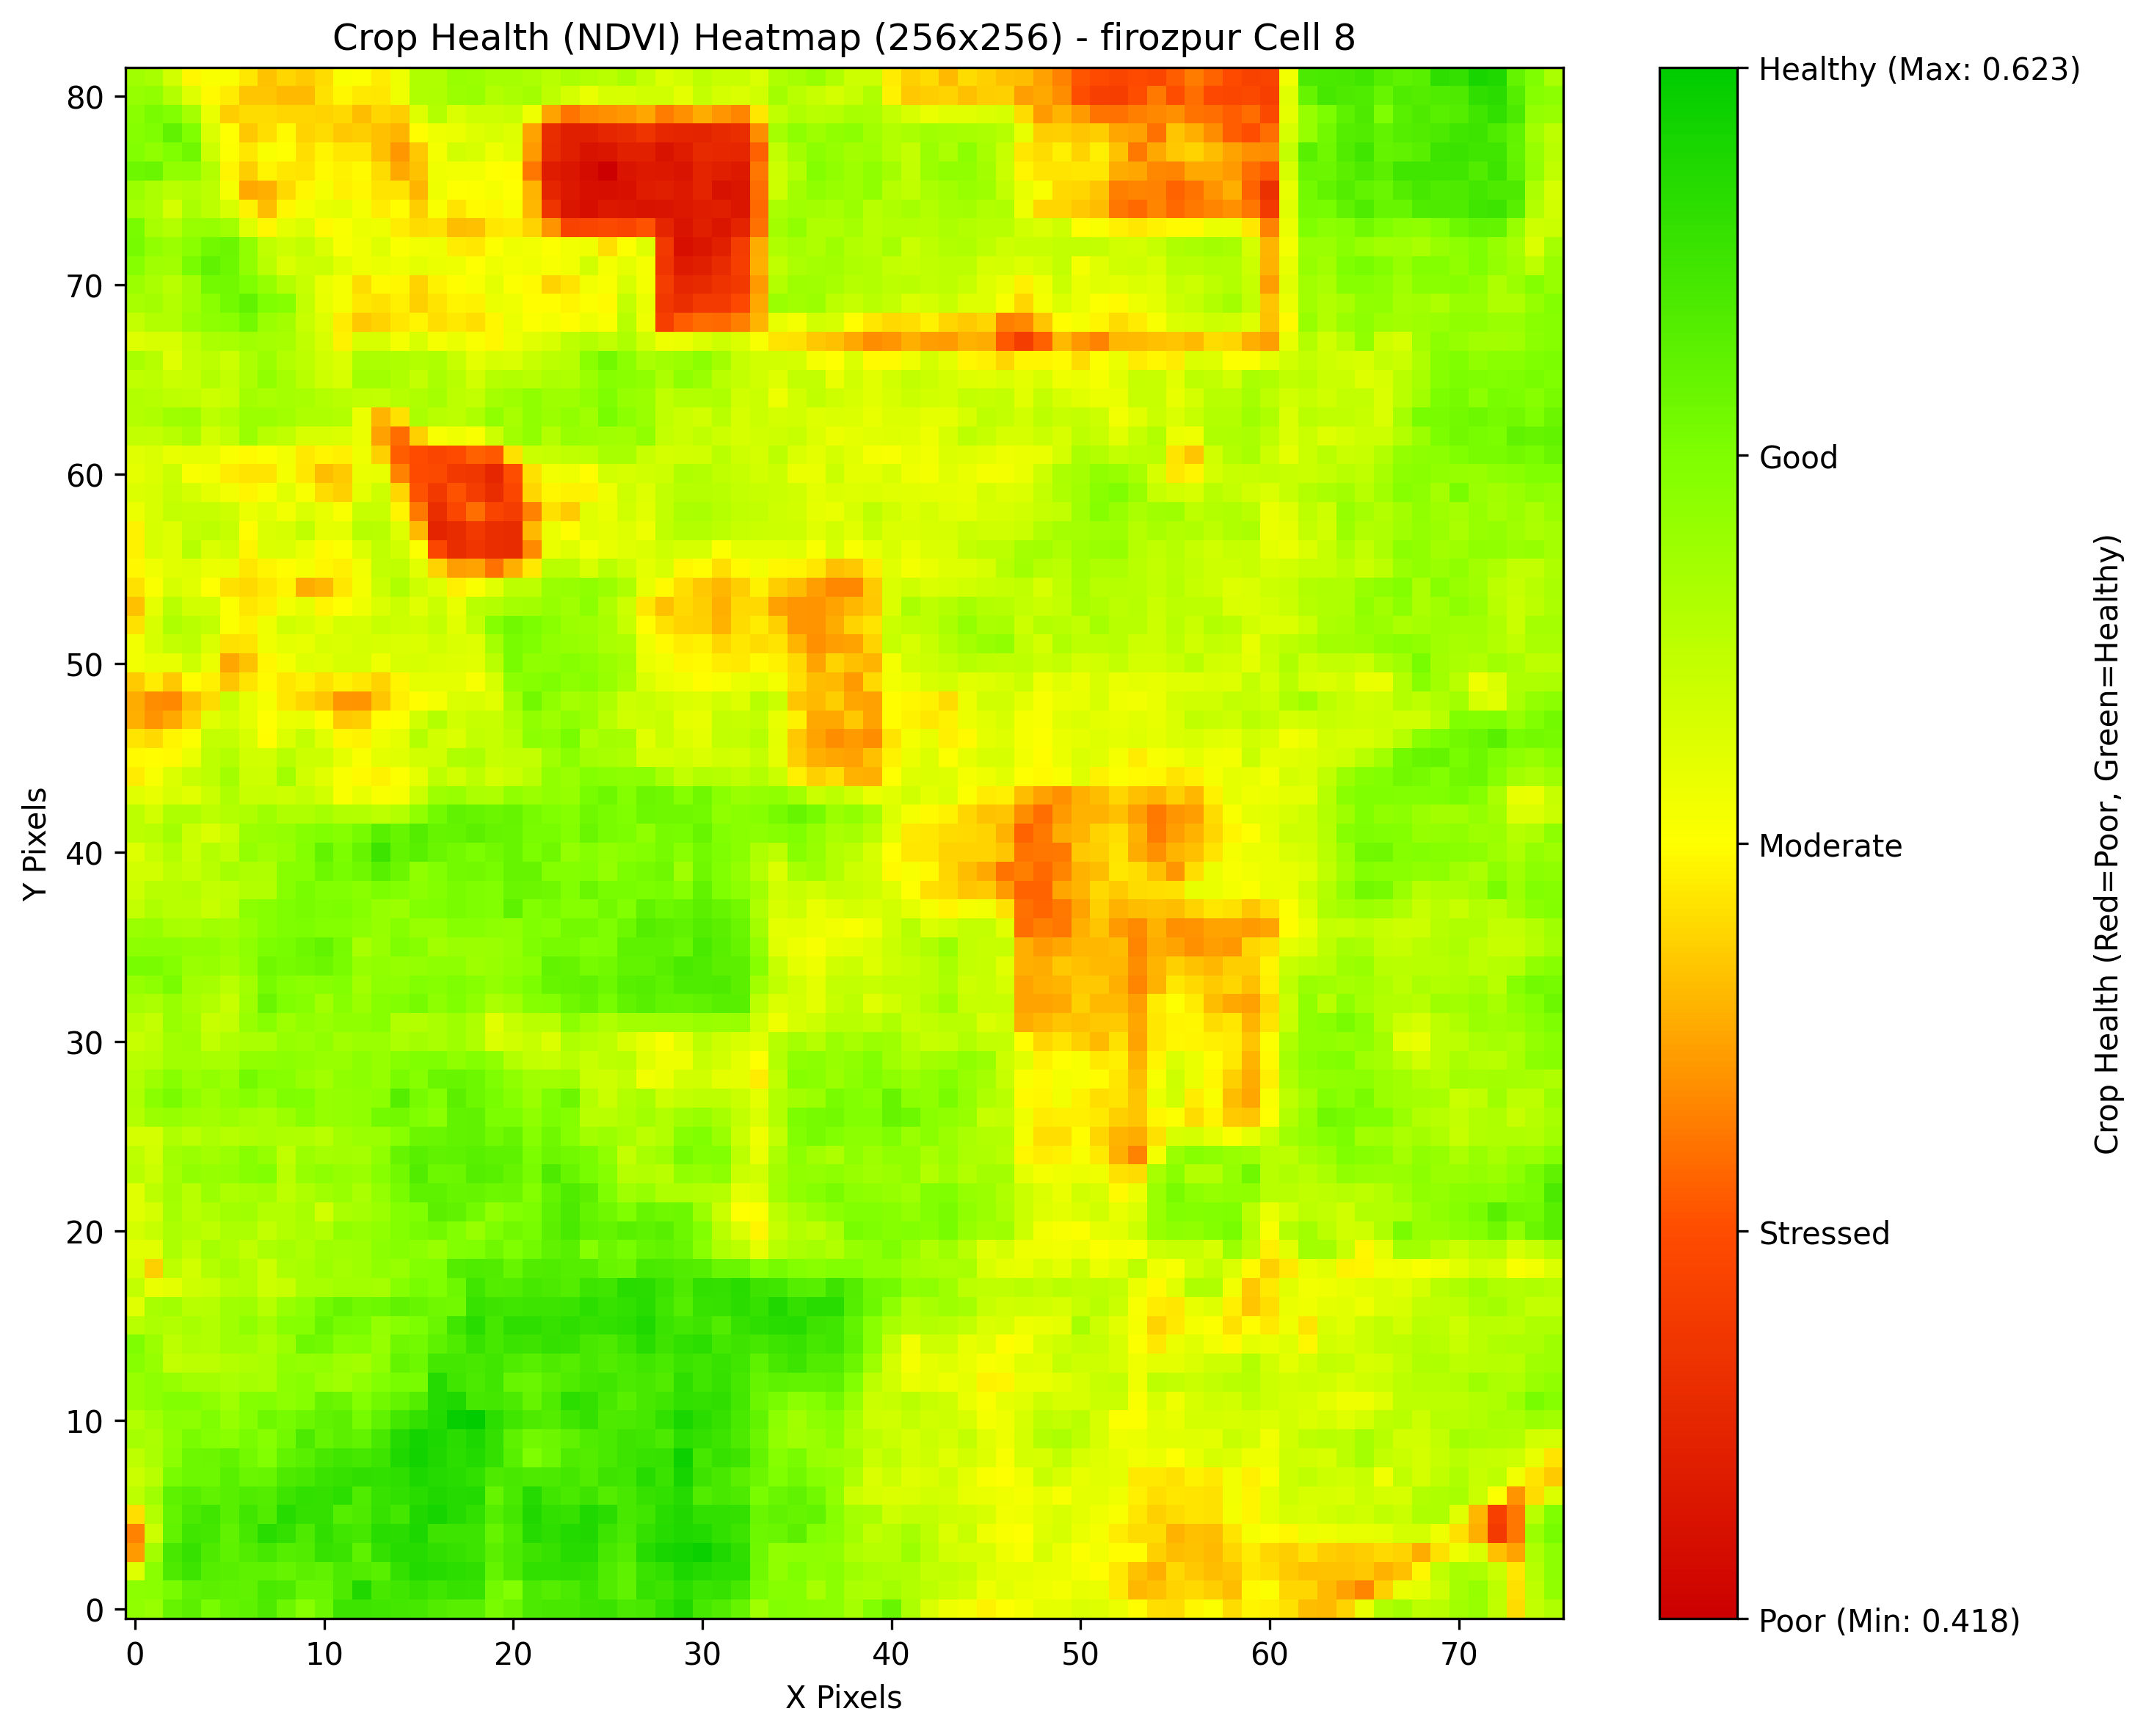 Crop Health (NDVI) Heatmap (256x256) - firozpur Cell 8
80
70
60
50
40
30
20
10
0
Y Pixels
0 10 20 30 40 50 60 70
X Pixels
Healthy (Max: 0.623)
Good
Moderate
Stressed
Poor (Min: 0.418)
Crop Health (Red=Poor, Green=Healthy)